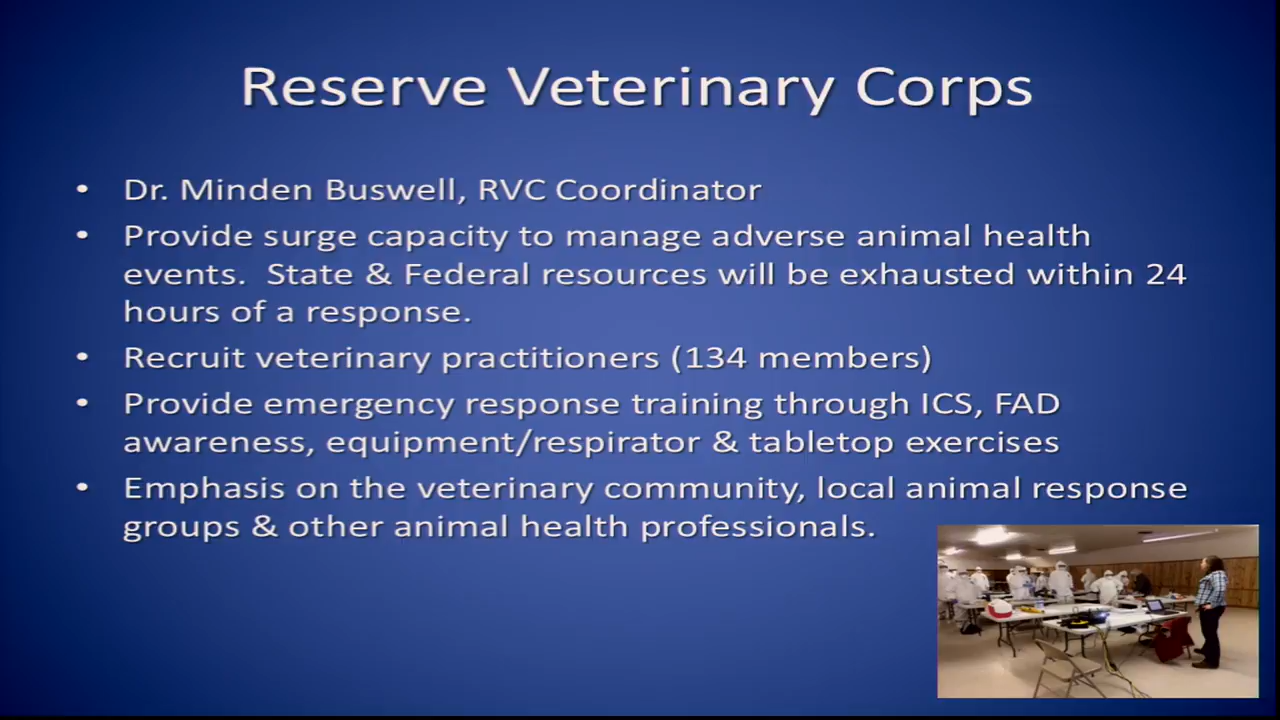 Reserve Veterinary Corps
• Dr. Minden Buswell, RVC Coordinator
• Provide surge capacity to manage adverse animal health
events.  State & Federal resources will be exhausted within 24
hours of a response.
• Recruit veterinary practitioners (134 members)
• Provide emergency response training through ICS, FAD
awareness, equipment/respirator & tabletop exercises
• Emphasis on the veterinary community, local animal response
groups & other animal health professionals.